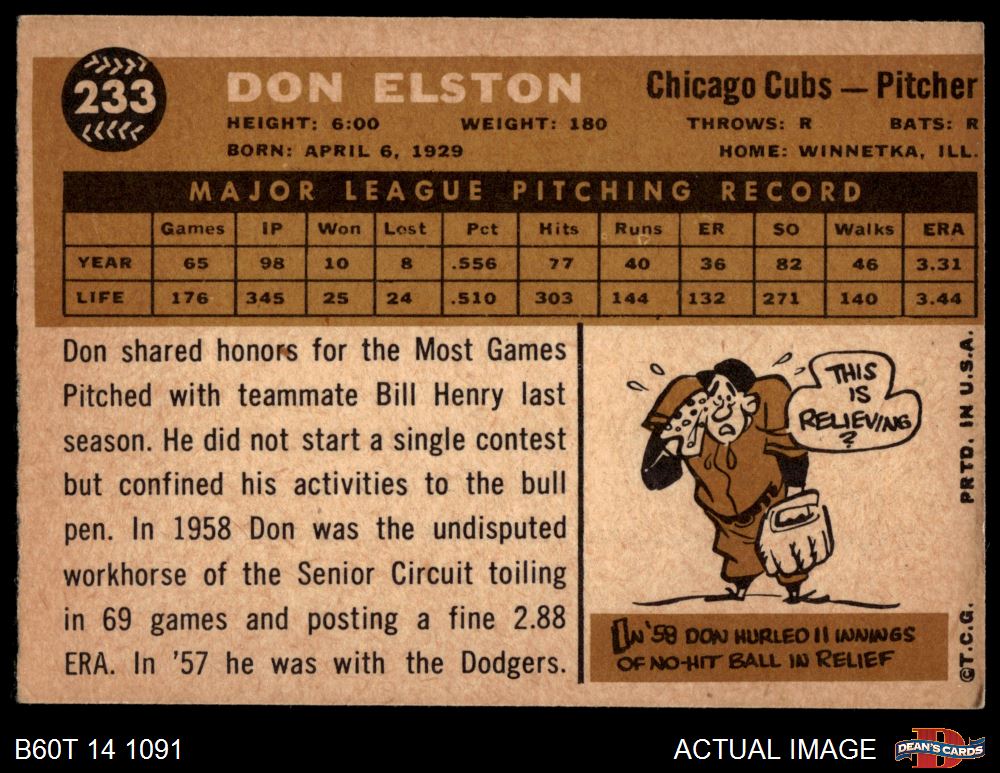 233
DON ELSTON
Chicago Cubs — Pitcher
HEIGHT: 6:00 WEIGHT: 180 THROWS: R BATS: R
BORN: APRIL 6, 1929 HOME: WINNETKA, ILL.
MAJOR LEAGUE PITCHING RECORD
Games IP Won Lost Pct Hits Runs ER SO Walks ERA
YEAR 65 98 10 8 .556 77 40 36 82 46 3.31
LIFE 176 345 25 24 .510 303 144 132 271 140 3.44
Don shared honors for the Most Games
Pitched with teammate Bill Henry last
season. He did not start a single contest
but confined his activities to the bull
pen. In 1958 Don was the undisputed
workhorse of the Senior Circuit toiling
in 69 games and posting a fine 2.88
ERA. In '57 he was with the Dodgers.
THIS
IS
RELIEVING
?
IN '58 DON HURLED 11 INNINGS
OF NO-HIT BALL IN RELIEF
©T.C.G. PRTD. IN U.S.A.
B60T 14 1091
ACTUAL IMAGE
D
DEAN'S CARDS